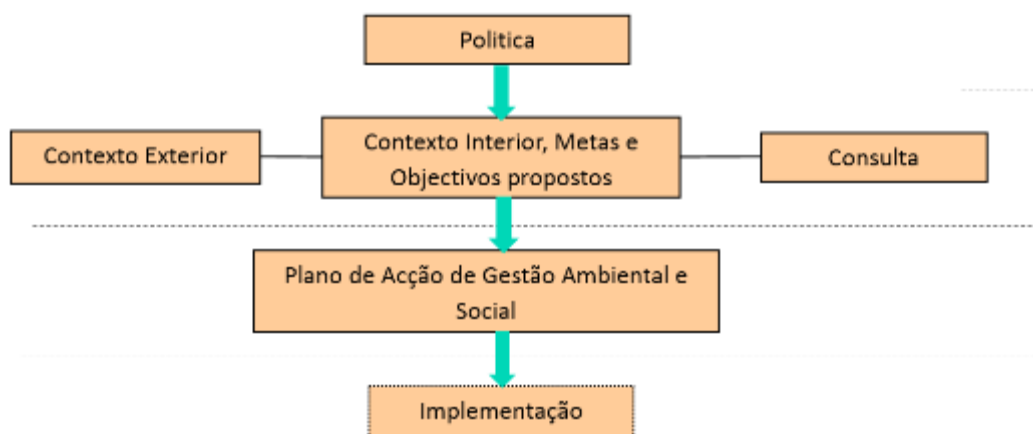 Politica
Contexto Exterior
Contexto Interior, Metas e
Objectivos propostos
Consulta
Plano de Acção de Gestão Ambiental e
Social
Implementação